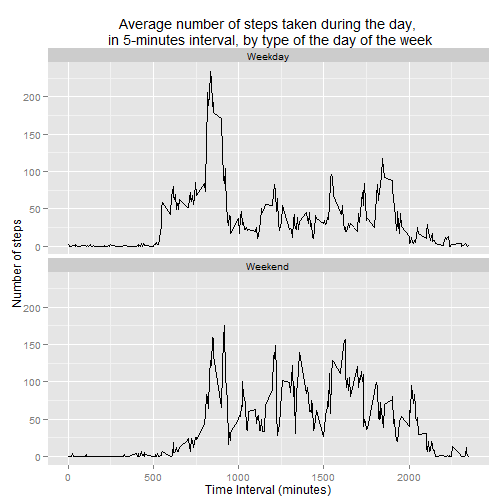 Average number of steps taken during the day,
in 5-minutes interval, by type of the day of the week
Weekday
200
150
100
50
0
Weekend
200
150
100
50
0
0 500 1000 1500 2000
Number of steps
Time Interval (minutes)